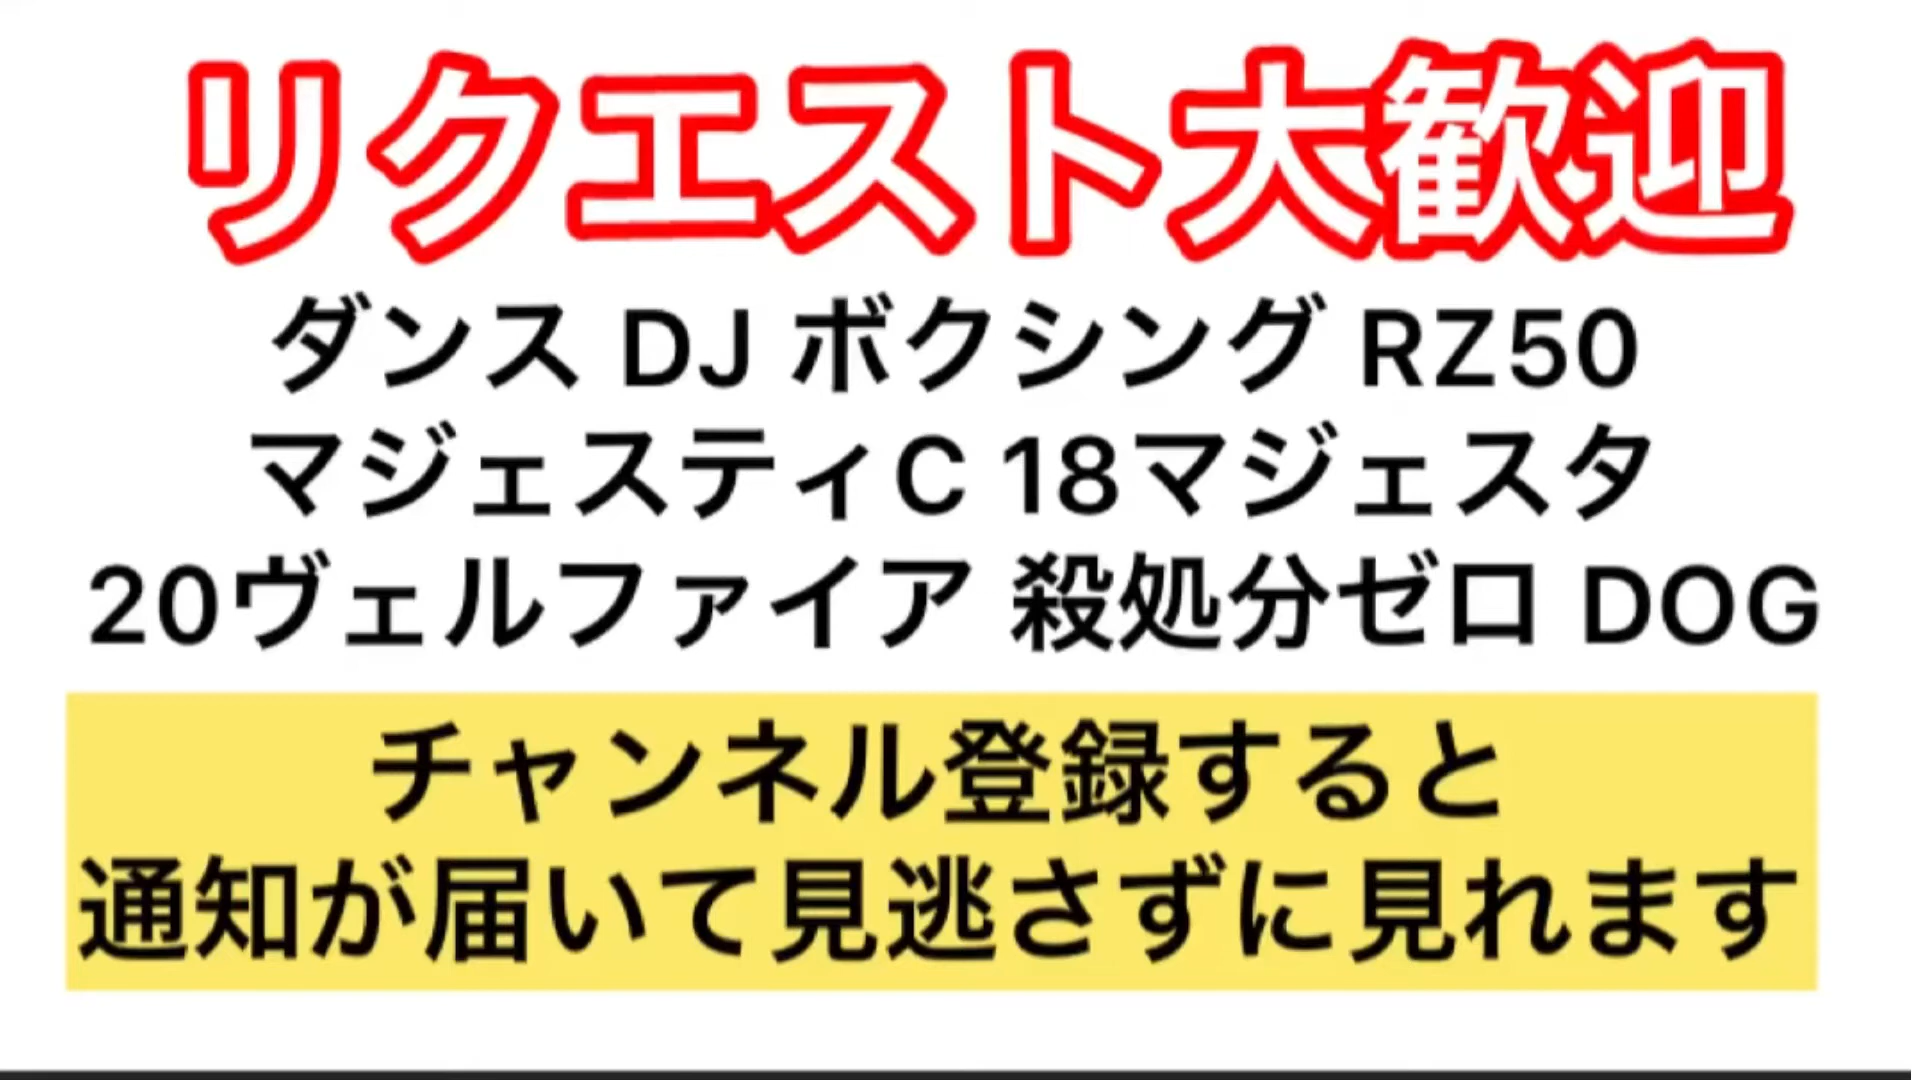 リクエスト大歓迎
ダンス DJ ボクシング RZ50
マジェスティC 18マジェスタ
20ヴェルファイア 殺処分ゼロ DOG
チャンネル登録すると
通知が届いて見逃さずに見れます